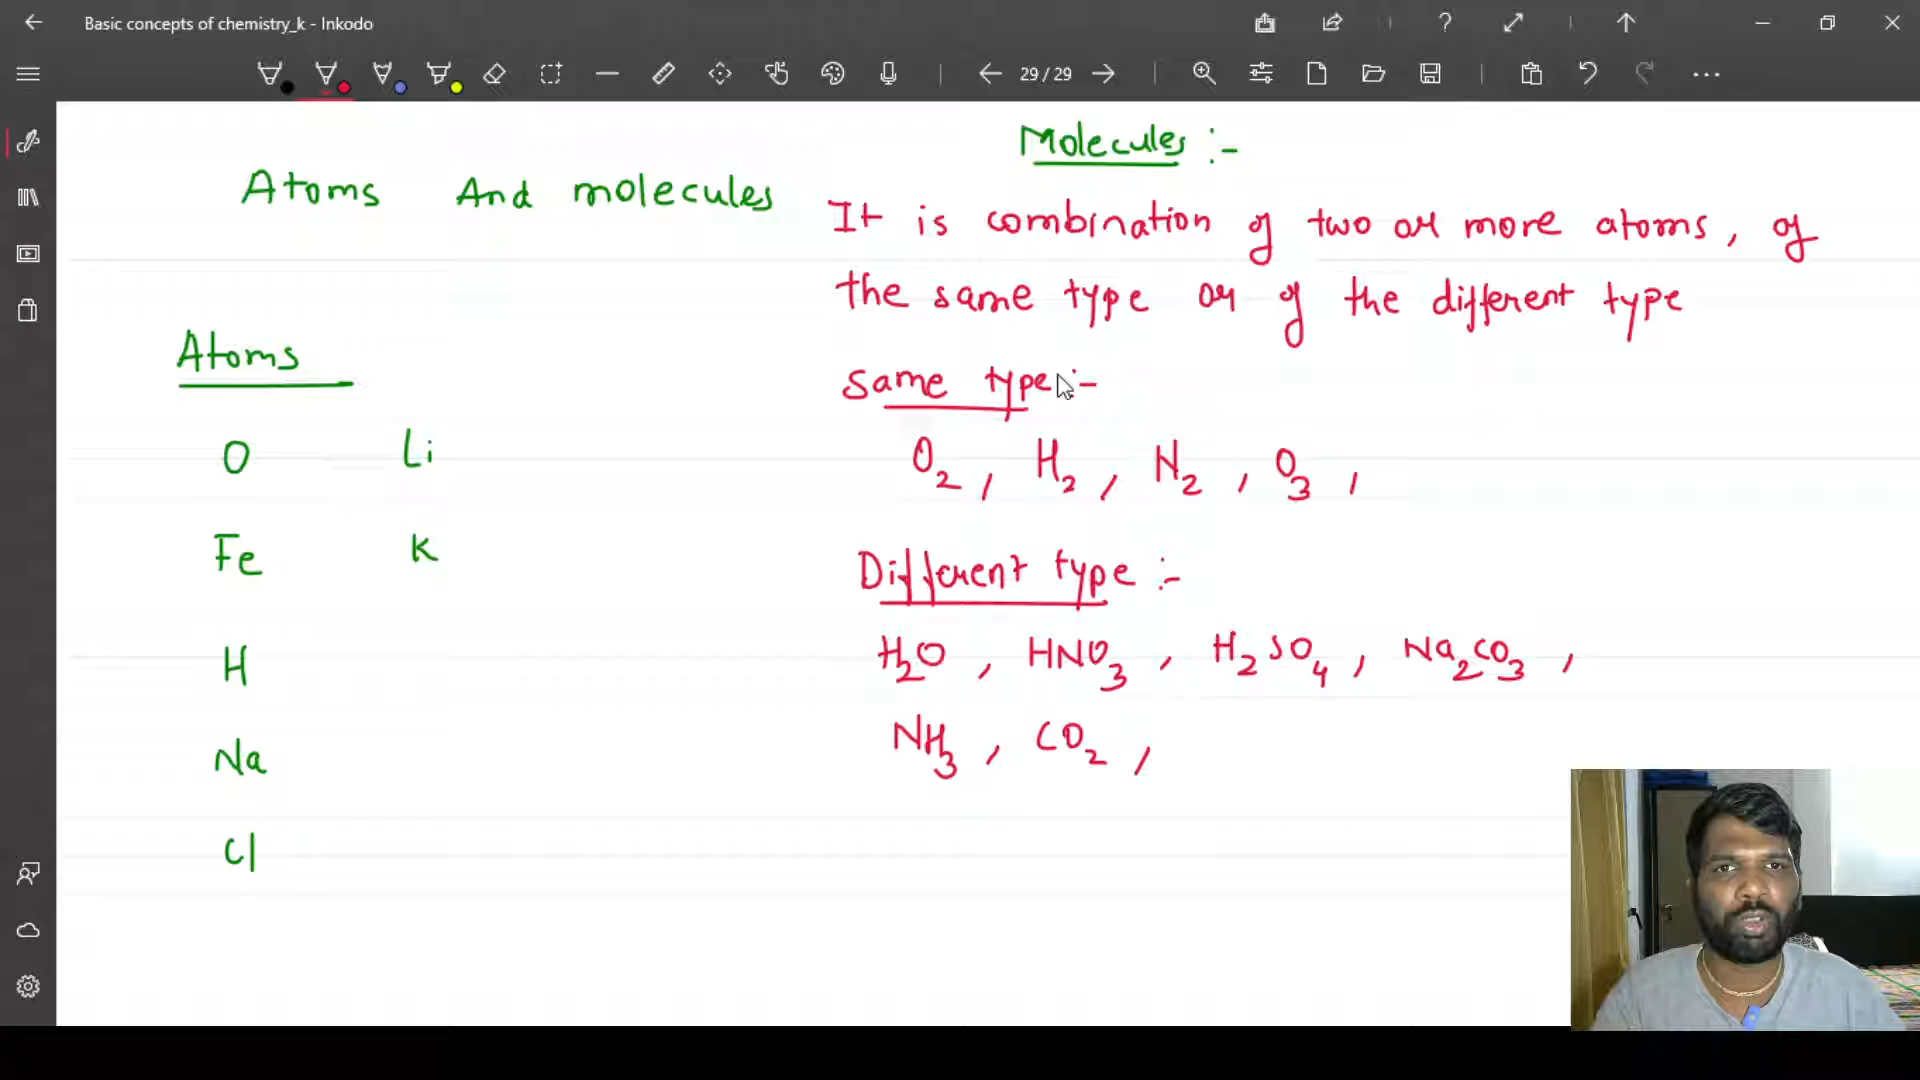 Basic concepts of chemistry_k - Inkodo
29 / 29
Atoms And molecules
Atoms
O Li
Fe K
H
Na
Cl
Molecules :-
It is combination of two or more atoms, of
the same type or of the different type
Same type:-
O₂, H₂, N₂, O₃,
Different type :-
H₂O, HNO₃, H₂SO₄, Na₂CO₃,
NH₃, CO₂,